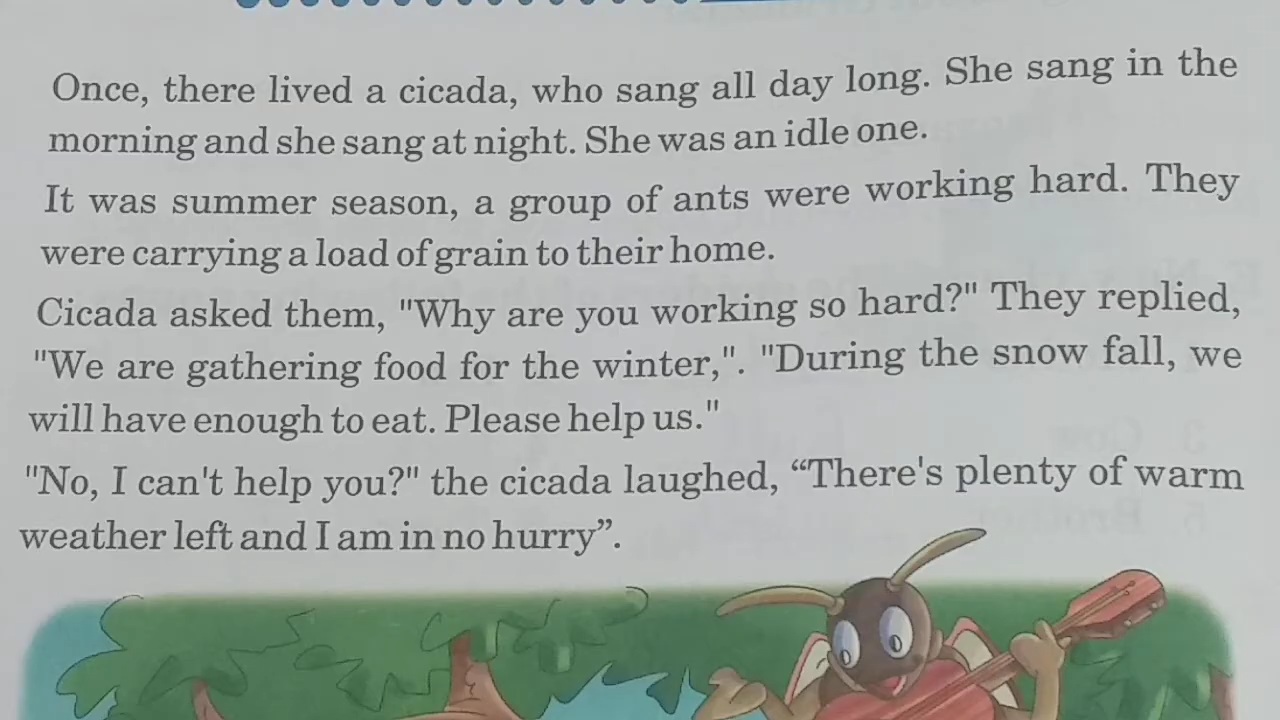 Once, there lived a cicada, who sang all day long. She sang in the
morning and she sang at night. She was an idle one.
It was summer season, a group of ants were working hard. They
were carrying a load of grain to their home.
Cicada asked them, "Why are you working so hard?" They replied,
"We are gathering food for the winter,". "During the snow fall, we
will have enough to eat. Please help us."
"No, I can't help you?" the cicada laughed, “There's plenty of warm
weather left and I am in no hurry”.